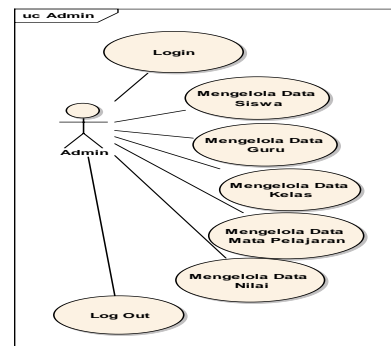 uc Admin
Login
Mengelola Data
Siswa
Mengelola Data
Guru
Admin
Mengelola Data
Kelas
Mengelola Data
Mata Pelajaran
Mengelola Data
Nilai
Log Out